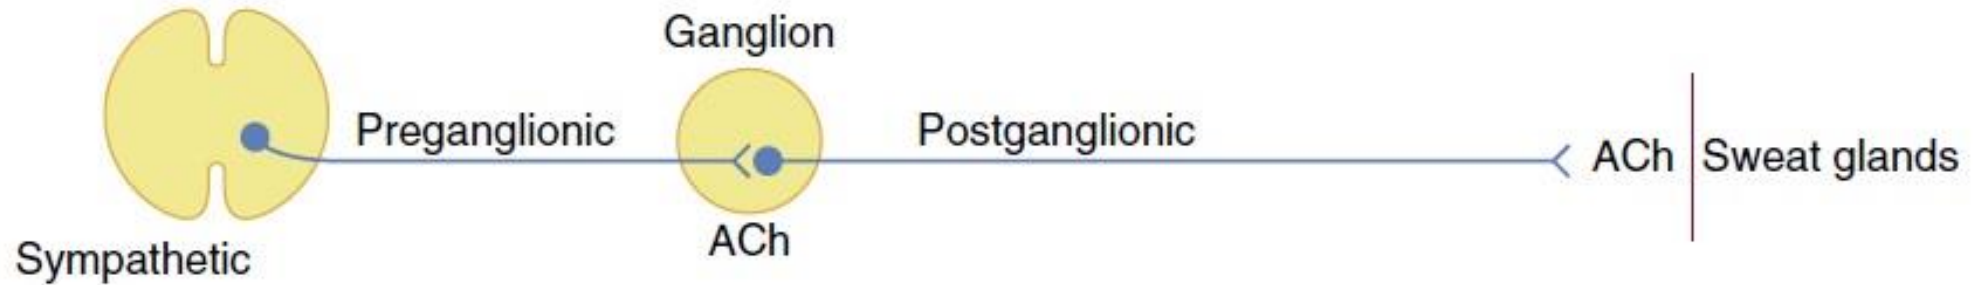 Ganglion
Preganglionic
Postganglionic
ACh
Sweat glands
ACh
Sympathetic